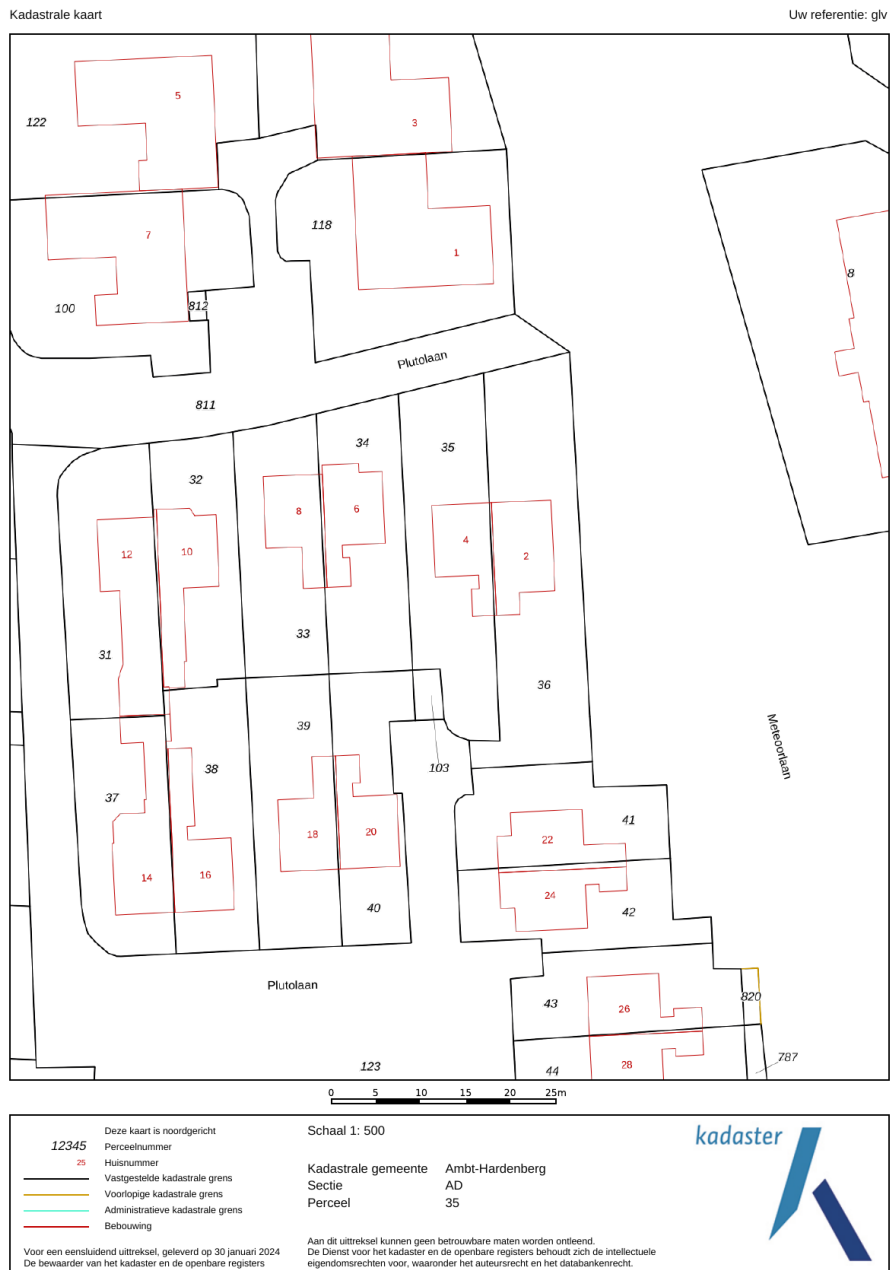 Kadastrale kaart
Uw referentie: glv
5
3
122
7
118
1
8
100
812
Plutolaan
811
34
35
32
8
6
4
2
12
10
33
31
36
39
Meteoorlaan
38
103
37
41
18
20
22
14
16
24
40
42
Plutolaan
43
26
820
123
44
28
787
0 5 10 15 20 25m
Deze kaart is noordgericht
12345 Perceelnummer
25 Huisnummer
Vastgestelde kadastrale grens
Voorlopige kadastrale grens
Administratieve kadastrale grens
Bebouwing
Voor een eensluidend uittreksel, geleverd op 30 januari 2024
De bewaarder van het kadaster en de openbare registers
Schaal 1: 500
Kadastrale gemeente Ambt-Hardenberg
Sectie AD
Perceel 35
Aan dit uittreksel kunnen geen betrouwbare maten worden ontleend.
De Dienst voor het kadaster en de openbare registers behoudt zich de intellectuele
eigendomsrechten voor, waaronder het auteursrecht en het databankenrecht.
kadaster